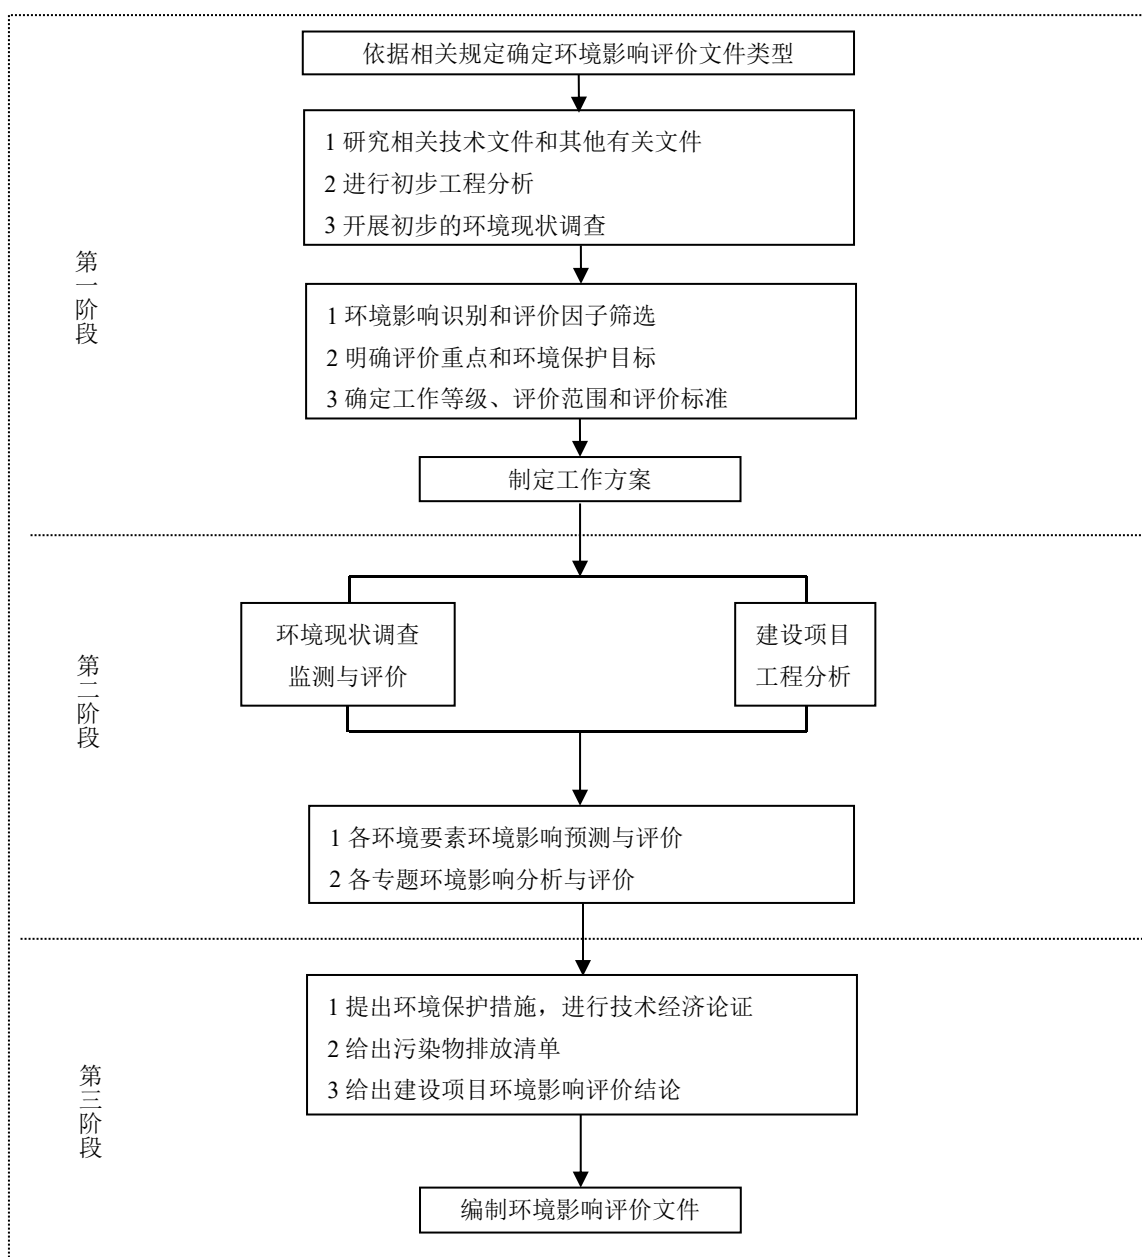 依据相关规定确定环境影响评价文件类型
1 研究相关技术文件和其他有关文件
2 进行初步工程分析
3 开展初步的环境现状调查
第一阶段
1 环境影响识别和评价因子筛选
2 明确评价重点和环境保护目标
3 确定工作等级、评价范围和评价标准
制定工作方案
第二阶段
环境现状调查
监测与评价
建设项目
工程分析
1 各环境要素环境影响预测与评价
2 各专题环境影响分析与评价
第三阶段
1 提出环境保护措施，进行技术经济论证
2 给出污染物排放清单
3 给出建设项目环境影响评价结论
编制环境影响评价文件